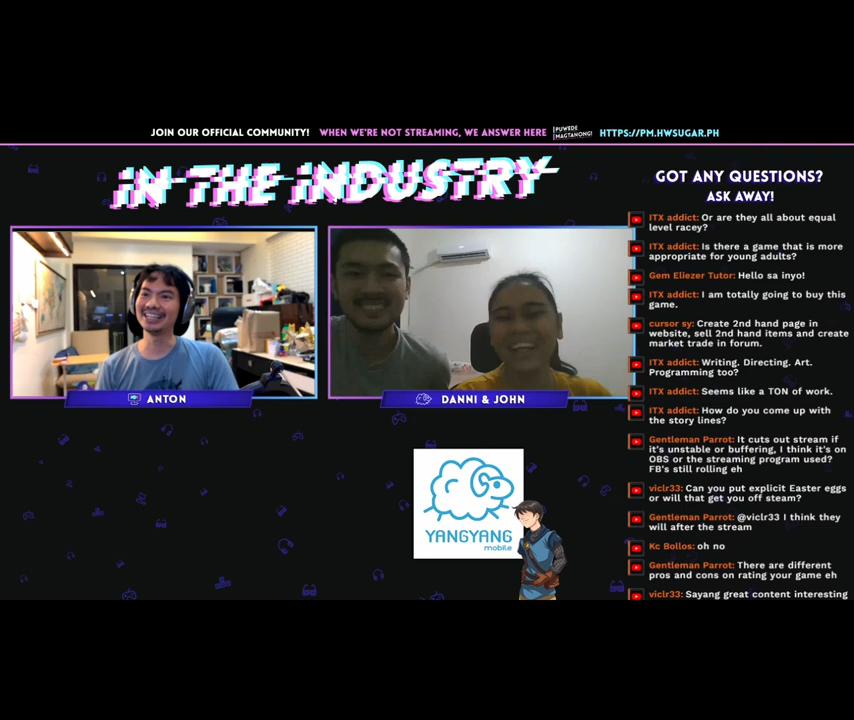 JOIN OUR OFFICIAL COMMUNITY! WHEN WE'RE NOT STREAMING, WE ANSWER HERE PUWEDE MAGTANONG! HTTPS://PM.HWSUGAR.PH
IN THE INDUSTRY
GOT ANY QUESTIONS?
ASK AWAY!
ITX addict: Or are they all about equal
level racey?
ITX addict: Is there a game that is more
appropriate for young adults?
Gem Eliezer Tutor: Hello sa inyo!
ITX addict: I am totally going to buy this
game.
cursor sy: Create 2nd hand page in
website, sell 2nd hand items and create
market trade in forum.
ITX addict: Writing. Directing. Art.
Programming too?
ITX addict: Seems like a TON of work.
ITX addict: How do you come up with
the story lines?
Gentleman Parrot: It cuts out stream if
it's unstable or buffering, I think it's on
OBS or the streaming program used?
FB's still rolling eh
viclr33: Can you put explicit Easter eggs
or will that get you off steam?
Gentleman Parrot: @viclr33 I think they
will after the stream
Kc Bollos: oh no
Gentleman Parrot: There are different
pros and cons on rating your game eh
viclr33: Sayang great content interesting
ANTON
DANNI & JOHN
YANGYANG
mobile